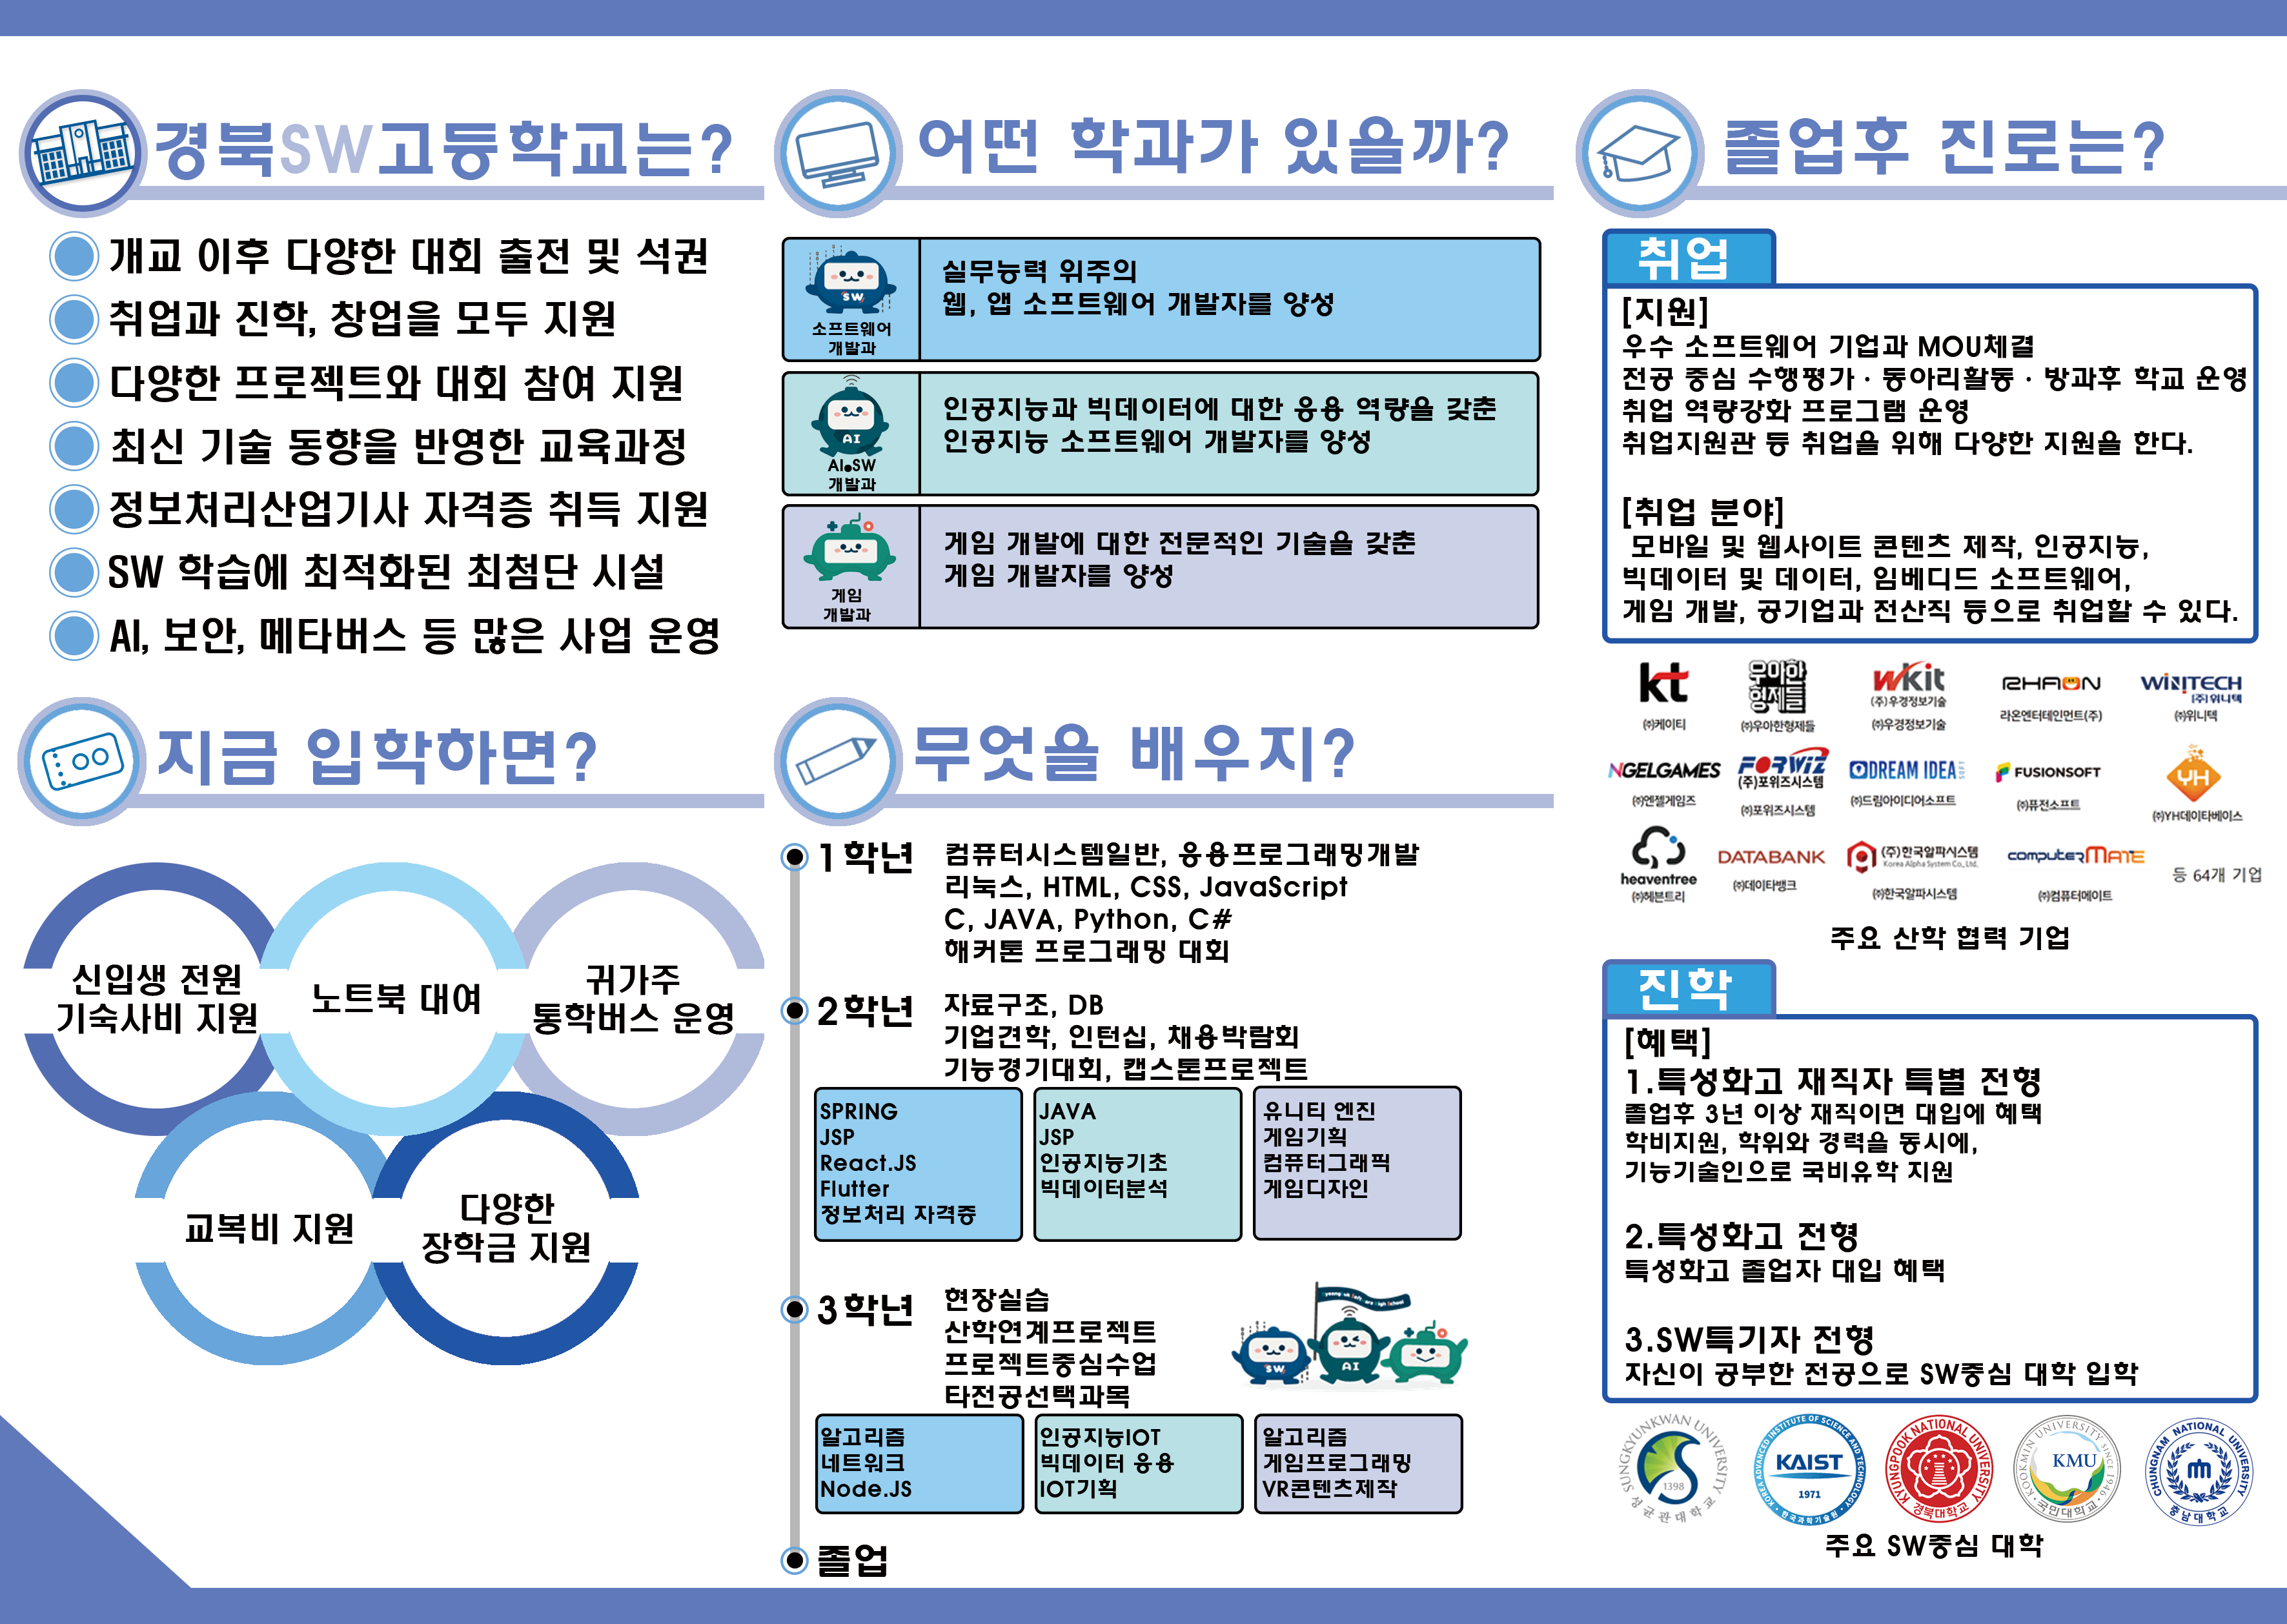 경북SW고등학교는?
개교 이후 다양한 대회 출전 및 석권
취업과 진학, 창업을 모두 지원
다양한 프로젝트와 대회 참여 지원
최신 기술 동향을 반영한 교육과정
정보처리산업기사 자격증 취득 지원
SW 학습에 최적화된 최첨단 시설
AI, 보안, 메타버스 등 많은 사업 운영
지금 입학하면?
신입생 전원
기숙사비 지원
노트북 대여
귀가주
통학버스 운영
교복비 지원
다양한
장학금 지원
어떤 학과가 있을까?
SW
소프트웨어
개발과
실무능력 위주의
웹, 앱 소프트웨어 개발자를 양성
AI
AI●SW
개발과
인공지능과 빅데이터에 대한 응용 역량을 갖춘
인공지능 소프트웨어 개발자를 양성
게임
개발과
게임 개발에 대한 전문적인 기술을 갖춘
게임 개발자를 양성
무엇을 배우지?
1학년
컴퓨터시스템일반, 응용프로그래밍개발
리눅스, HTML, CSS, JavaScript
C, JAVA, Python, C#
해커톤 프로그래밍 대회
2학년
자료구조, DB
기업견학, 인턴십, 채용박람회
기능경기대회, 캡스톤프로젝트
SPRING
JSP
React.JS
Flutter
정보처리 자격증
JAVA
JSP
인공지능기초
빅데이터분석
유니티 엔진
게임기획
컴퓨터그래픽
게임디자인
3학년
현장실습
산학연계프로젝트
프로젝트중심수업
타전공선택과목
SW
AI
알고리즘
네트워크
Node.JS
인공지능IOT
빅데이터 응용
IOT기획
알고리즘
게임프로그래밍
VR콘텐츠제작
졸업
졸업후 진로는?
취업
[지원]
우수 소프트웨어 기업과 MOU체결
전공 중심 수행평가 · 동아리활동 · 방과후 학교 운영
취업 역량강화 프로그램 운영
취업지원관 등 취업을 위해 다양한 지원을 한다.
[취업 분야]
모바일 및 웹사이트 콘텐츠 제작, 인공지능,
빅데이터 및 데이터, 임베디드 소프트웨어,
게임 개발, 공기업과 전산직 등으로 취업할 수 있다.
kt
㈜케이티
우아한
형제들
㈜우아한형제들
wkit
(주)우경정보기술
㈜우경정보기술
RHAON
라온엔터테인먼트(주)
WINITECH
(주)위니텍
㈜위니텍
NGELGAMES
㈜엔젤게임즈
FORWIZ
(주)포위즈시스템
㈜포위즈시스템
DREAM IDEA SOFT
㈜드림아이디어소프트
FUSIONSOFT
㈜퓨전소프트
YH
㈜YH데이타베이스
heaventree
㈜헤븐트리
DATABANK
㈜데이타뱅크
(주)한국알파시스템
Korea Alpha System Co., Ltd.
㈜한국알파시스템
computerMATE
㈜컴퓨터메이트
등 64개 기업
주요 산학 협력 기업
진학
[혜택]
1.특성화고 재직자 특별 전형
졸업후 3년 이상 재직이면 대입에 혜택
학비지원, 학위와 경력을 동시에,
기능기술인으로 국비유학 지원
2.특성화고 전형
특성화고 졸업자 대입 혜택
3.SW특기자 전형
자신이 공부한 전공으로 SW중심 대학 입학
SUNGKYUNKWAN UNIVERSITY
1398
성균관대학교
KOREA ADVANCED INSTITUTE OF SCIENCE AND TECHNOLOGY
KAIST
1971
한국과학기술원
KYUNGPOOK NATIONAL UNIVERSITY
경북대학교
KOOKMIN UNIVERSITY SINCE 1946
KMU
국민대학교
CHUNGNAM NATIONAL UNIVERSITY
충남대학교
주요 SW중심 대학